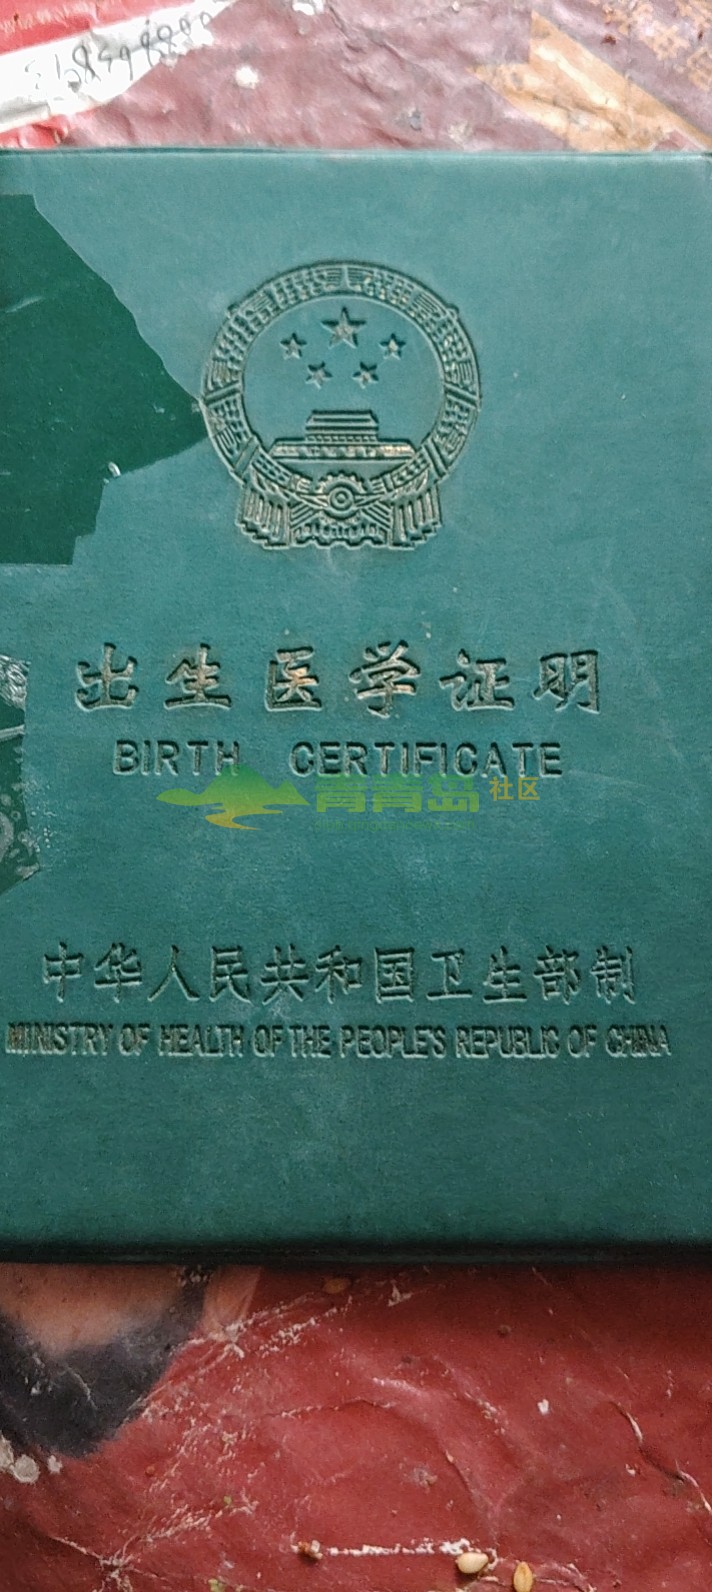 出生医学证明
BIRTH CERTIFICATE
青青岛社区
中华人民共和国卫生部制
MINISTRY OF HEALTH OF THE PEOPLE'S REPUBLIC OF CHINA